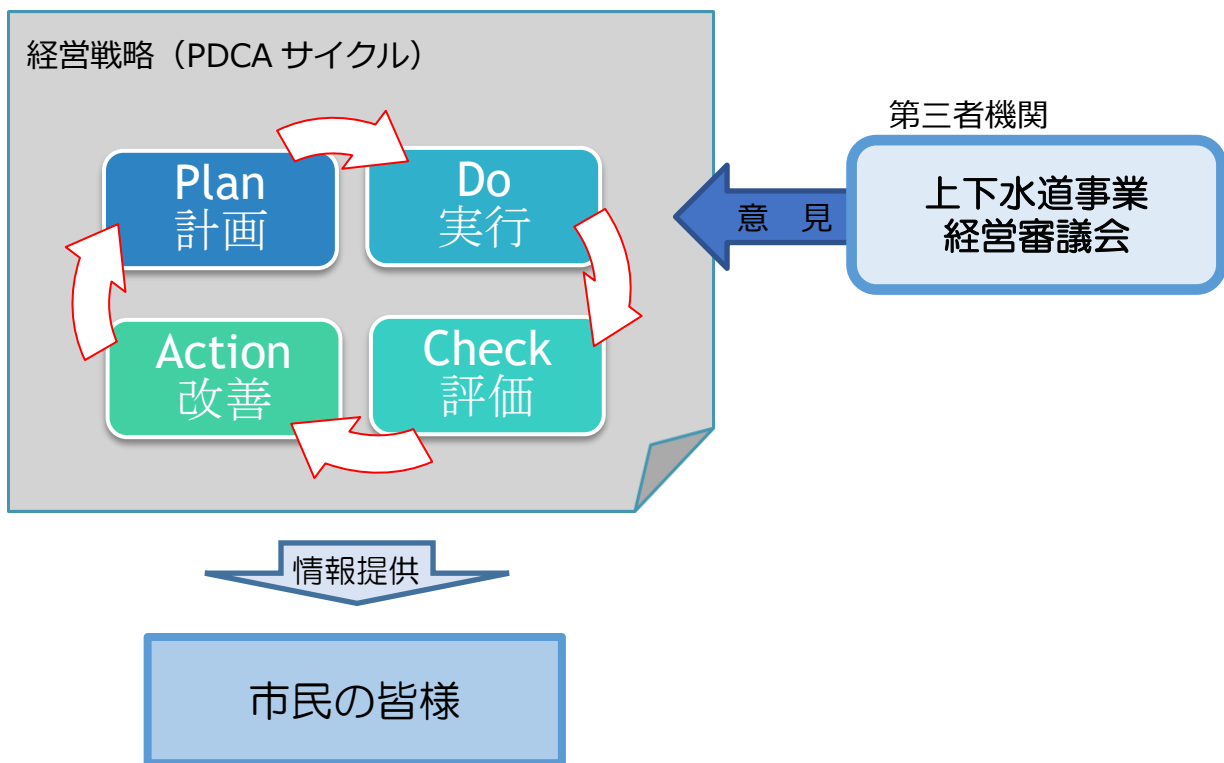 経営戦略（PDCA サイクル）
第三者機関
Plan
計画
Do
実行
意　見
上下水道事業
経営審議会
Action
改善
Check
評価
情報提供
市民の皆様